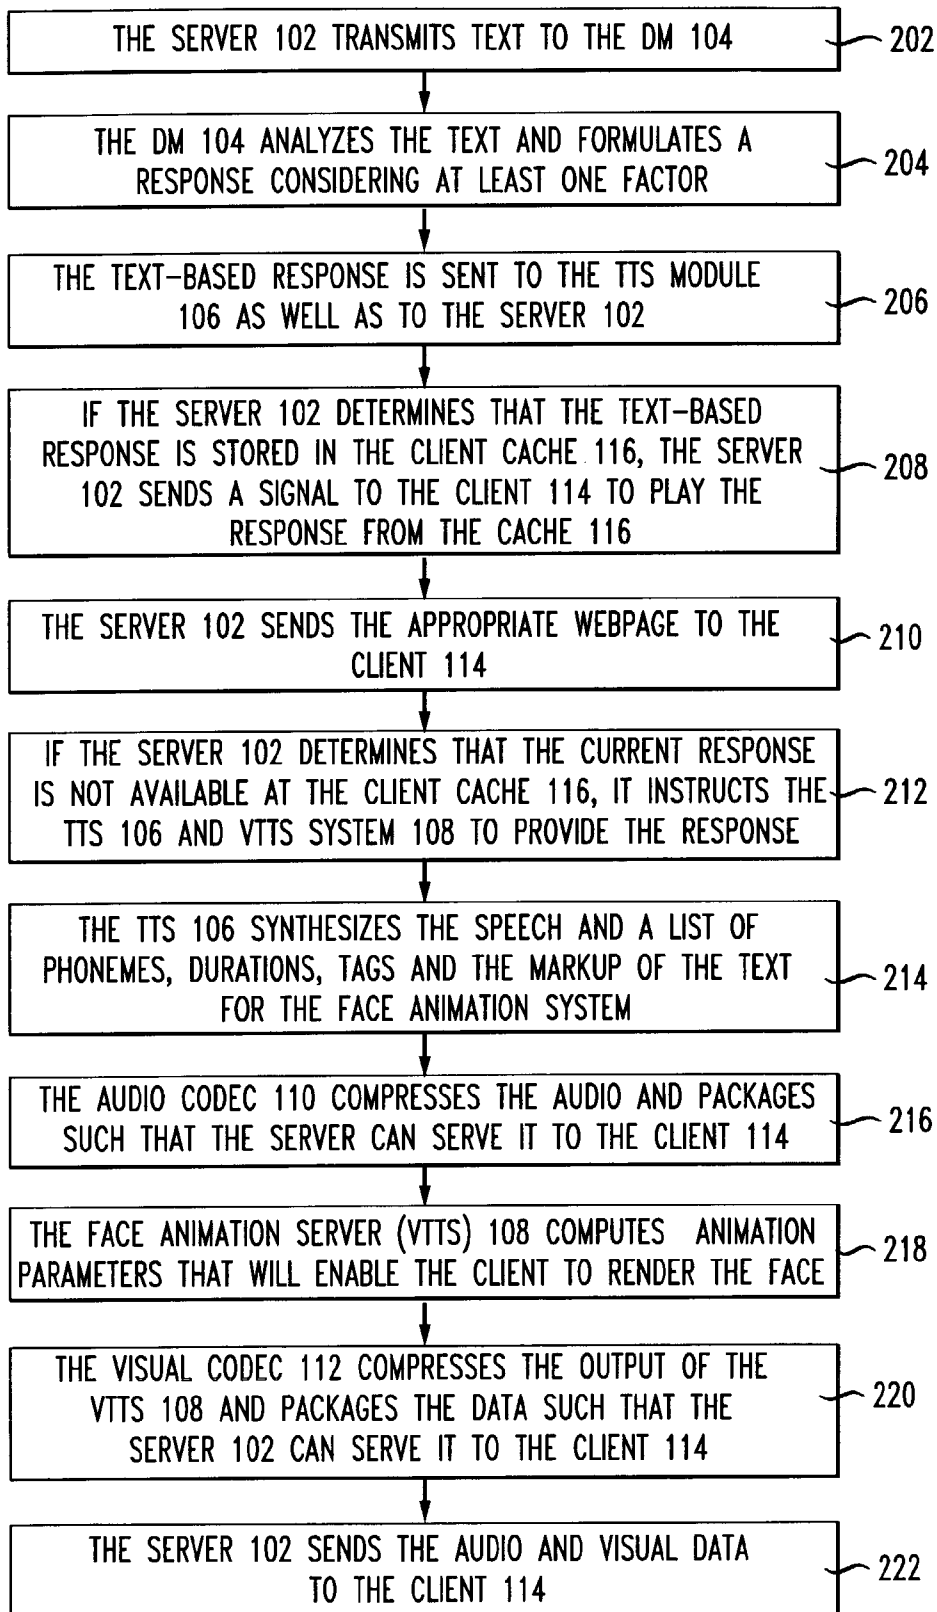 THE SERVER 102 TRANSMITS TEXT TO THE DM 104
202
THE DM 104 ANALYZES THE TEXT AND FORMULATES A
RESPONSE CONSIDERING AT LEAST ONE FACTOR
204
THE TEXT-BASED RESPONSE IS SENT TO THE TTS MODULE
106 AS WELL AS TO THE SERVER 102
206
IF THE SERVER 102 DETERMINES THAT THE TEXT-BASED
RESPONSE IS STORED IN THE CLIENT CACHE 116, THE SERVER
102 SENDS A SIGNAL TO THE CLIENT 114 TO PLAY THE
RESPONSE FROM THE CACHE 116
208
THE SERVER 102 SENDS THE APPROPRIATE WEBPAGE TO THE
CLIENT 114
210
IF THE SERVER 102 DETERMINES THAT THE CURRENT RESPONSE
IS NOT AVAILABLE AT THE CLIENT CACHE 116, IT INSTRUCTS THE
TTS 106 AND VTTS SYSTEM 108 TO PROVIDE THE RESPONSE
212
THE TTS 106 SYNTHESIZES THE SPEECH AND A LIST OF
PHONEMES, DURATIONS, TAGS AND THE MARKUP OF THE TEXT
FOR THE FACE ANIMATION SYSTEM
214
THE AUDIO CODEC 110 COMPRESSES THE AUDIO AND PACKAGES
SUCH THAT THE SERVER CAN SERVE IT TO THE CLIENT 114
216
THE FACE ANIMATION SERVER (VTTS) 108 COMPUTES ANIMATION
PARAMETERS THAT WILL ENABLE THE CLIENT TO RENDER THE FACE
218
THE VISUAL CODEC 112 COMPRESSES THE OUTPUT OF THE
VTTS 108 AND PACKAGES THE DATA SUCH THAT THE
SERVER 102 CAN SERVE IT TO THE CLIENT 114
220
THE SERVER 102 SENDS THE AUDIO AND VISUAL DATA
TO THE CLIENT 114
222